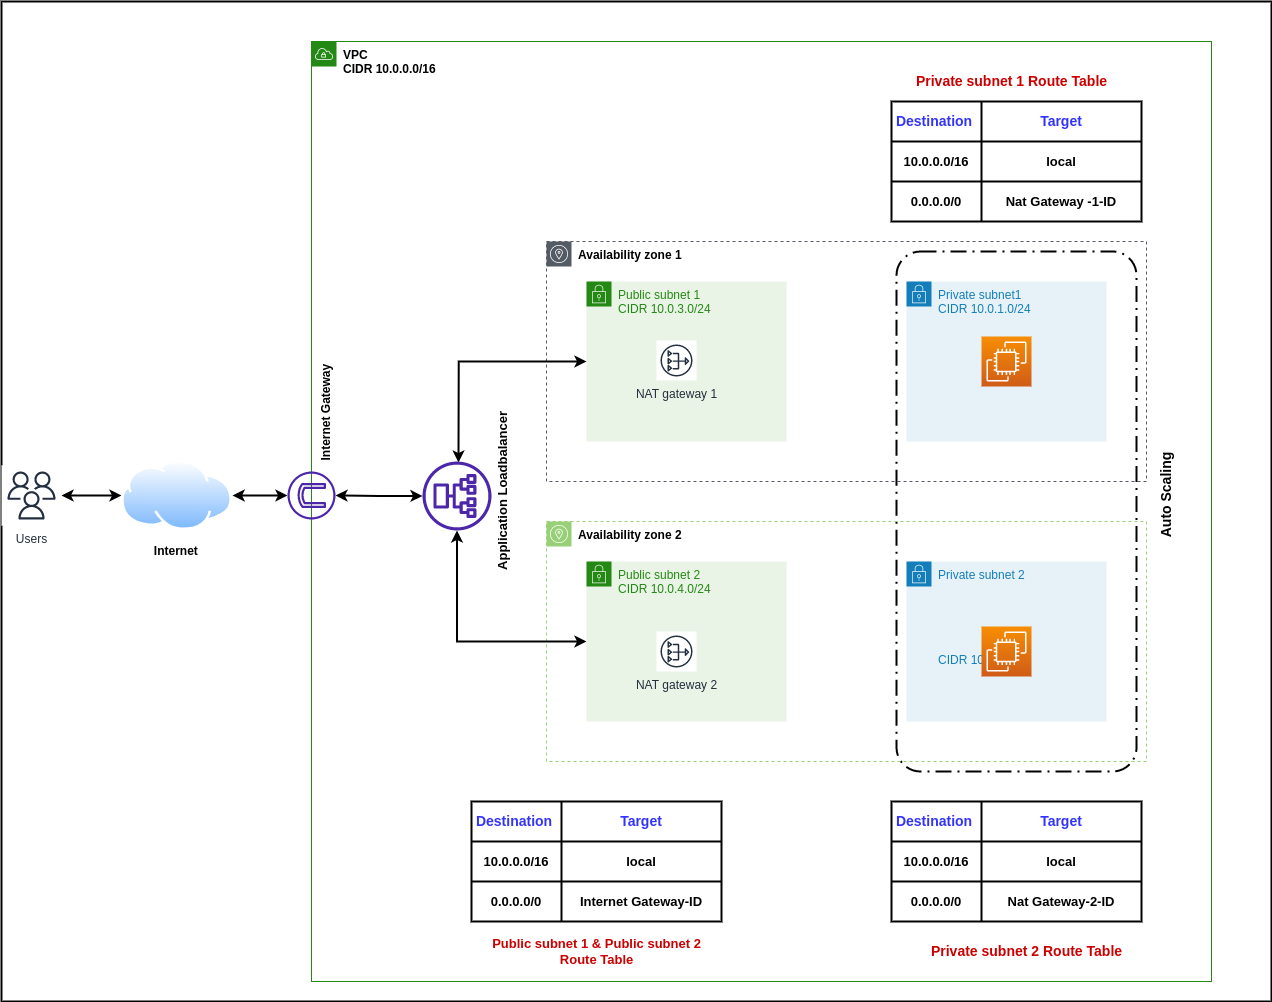 VPC
CIDR 10.0.0.0/16
Private subnet 1 Route Table
Destination Target
10.0.0.0/16 local
0.0.0.0/0 Nat Gateway -1-ID
Availability zone 1
Public subnet 1
CIDR 10.0.3.0/24
NAT gateway 1
Private subnet1
CIDR 10.0.1.0/24
Internet Gateway
Application Loadbalancer
Auto Scaling
Users
Internet
Availability zone 2
Public subnet 2
CIDR 10.0.4.0/24
NAT gateway 2
Private subnet 2
CIDR 10
Destination Target
10.0.0.0/16 local
0.0.0.0/0 Internet Gateway-ID
Public subnet 1 & Public subnet 2
Route Table
Destination Target
10.0.0.0/16 local
0.0.0.0/0 Nat Gateway-2-ID
Private subnet 2 Route Table